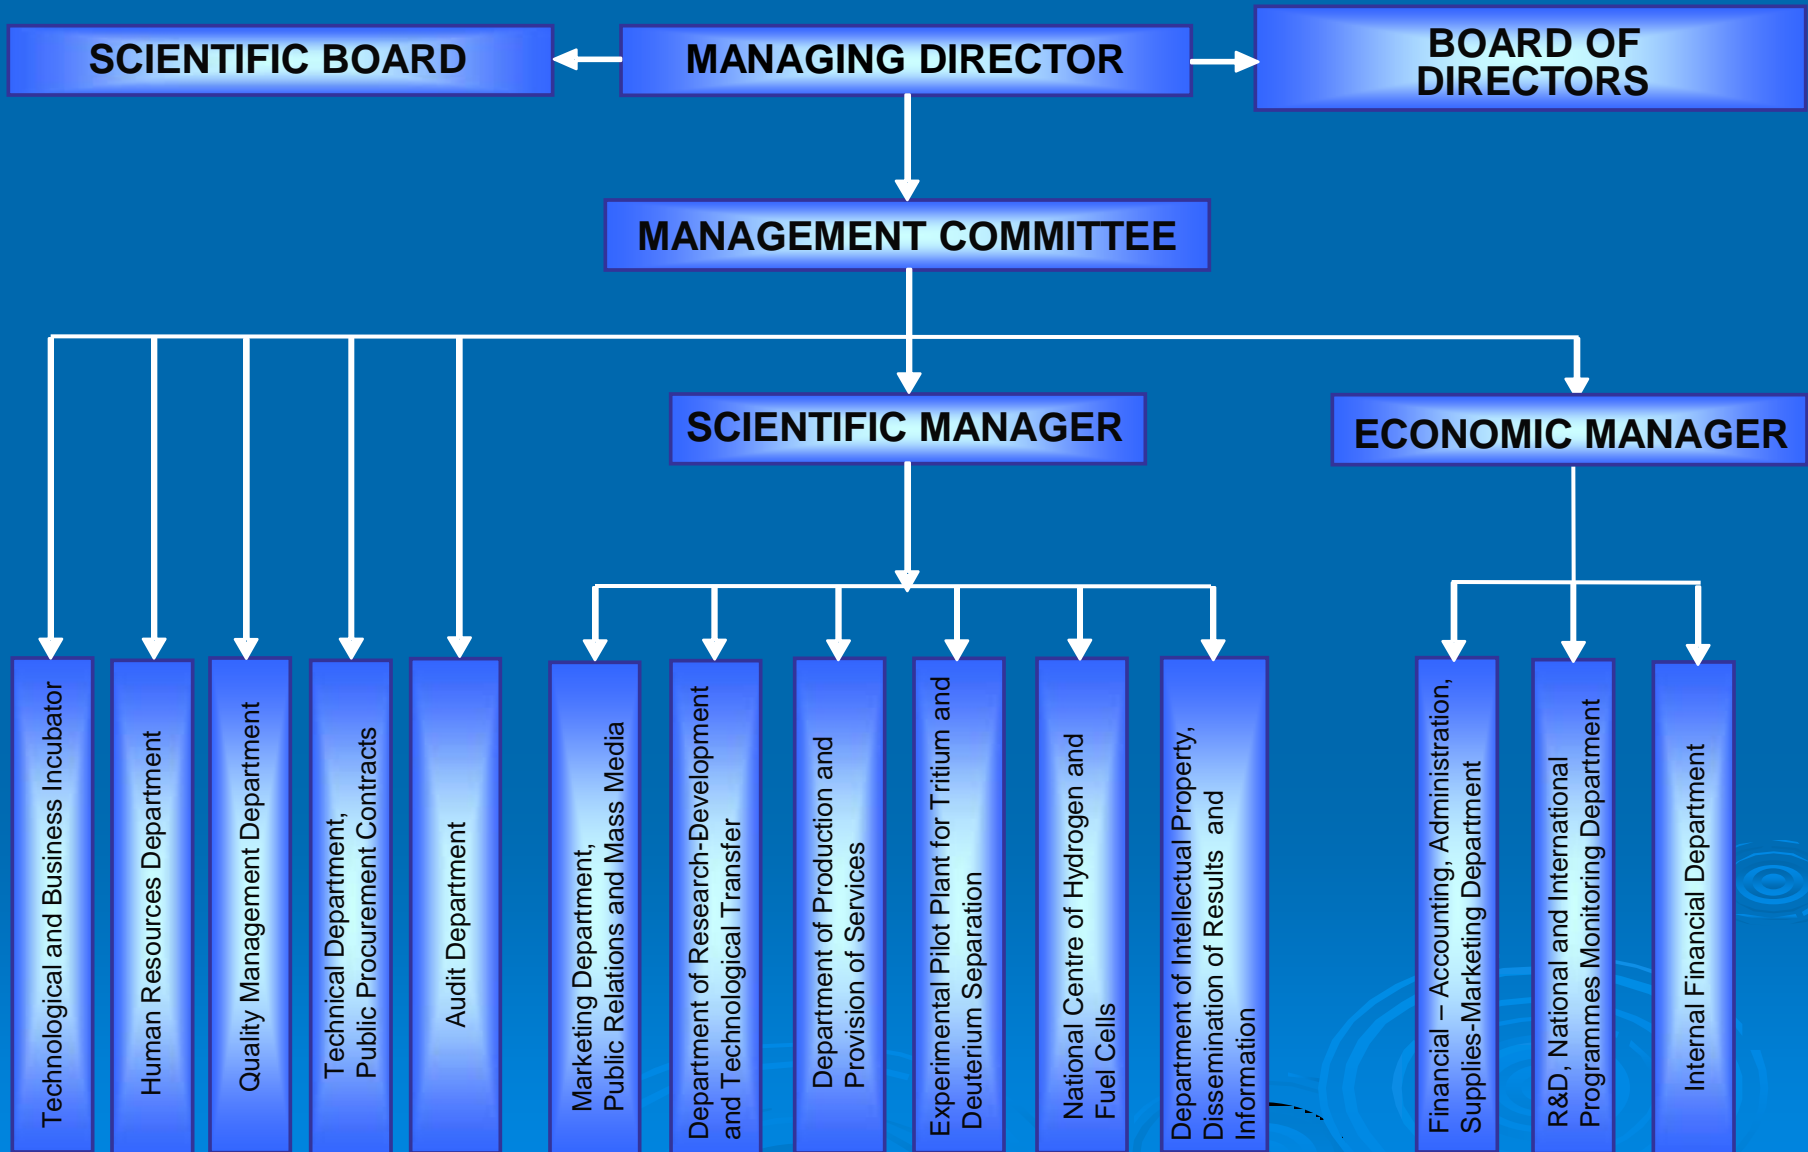 SCIENTIFIC BOARD
MANAGING DIRECTOR
BOARD OF
DIRECTORS
MANAGEMENT COMMITTEE
SCIENTIFIC MANAGER
ECONOMIC MANAGER
Technological and Business Incubator
Human Resources Department
Quality Management Department
Technical Department,
Public Procurement Contracts
Audit Department
Marketing Department,
Public Relations and Mass Media
Department of Research-Development
and Technological Transfer
Department of Production and
Provision of Services
Experimental Pilot Plant for Tritium and
Deuterium Separation
National Centre of Hydrogen and
Fuel Cells
Department of Intellectual Property,
Dissemination of Results and
Information
Financial – Accounting, Administration,
Supplies-Marketing Department
R&D, National and International
Programmes Monitoring Department
Internal Financial Department